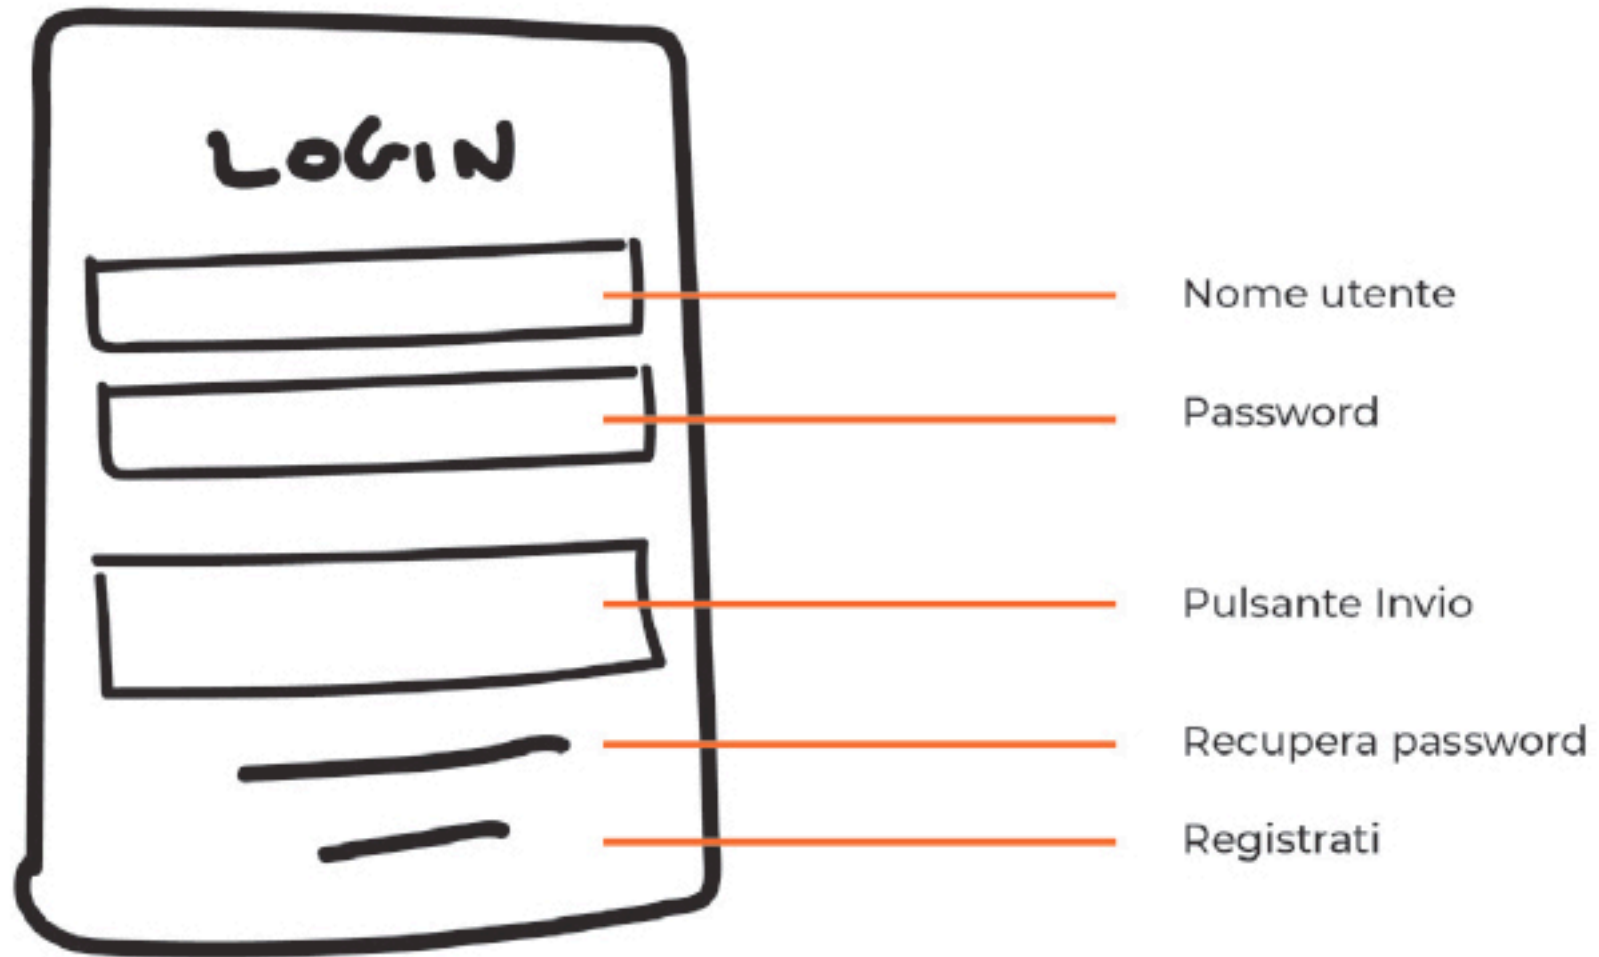 LOGIN
Nome utente
Password
Pulsante Invio
Recupera password
Registrati